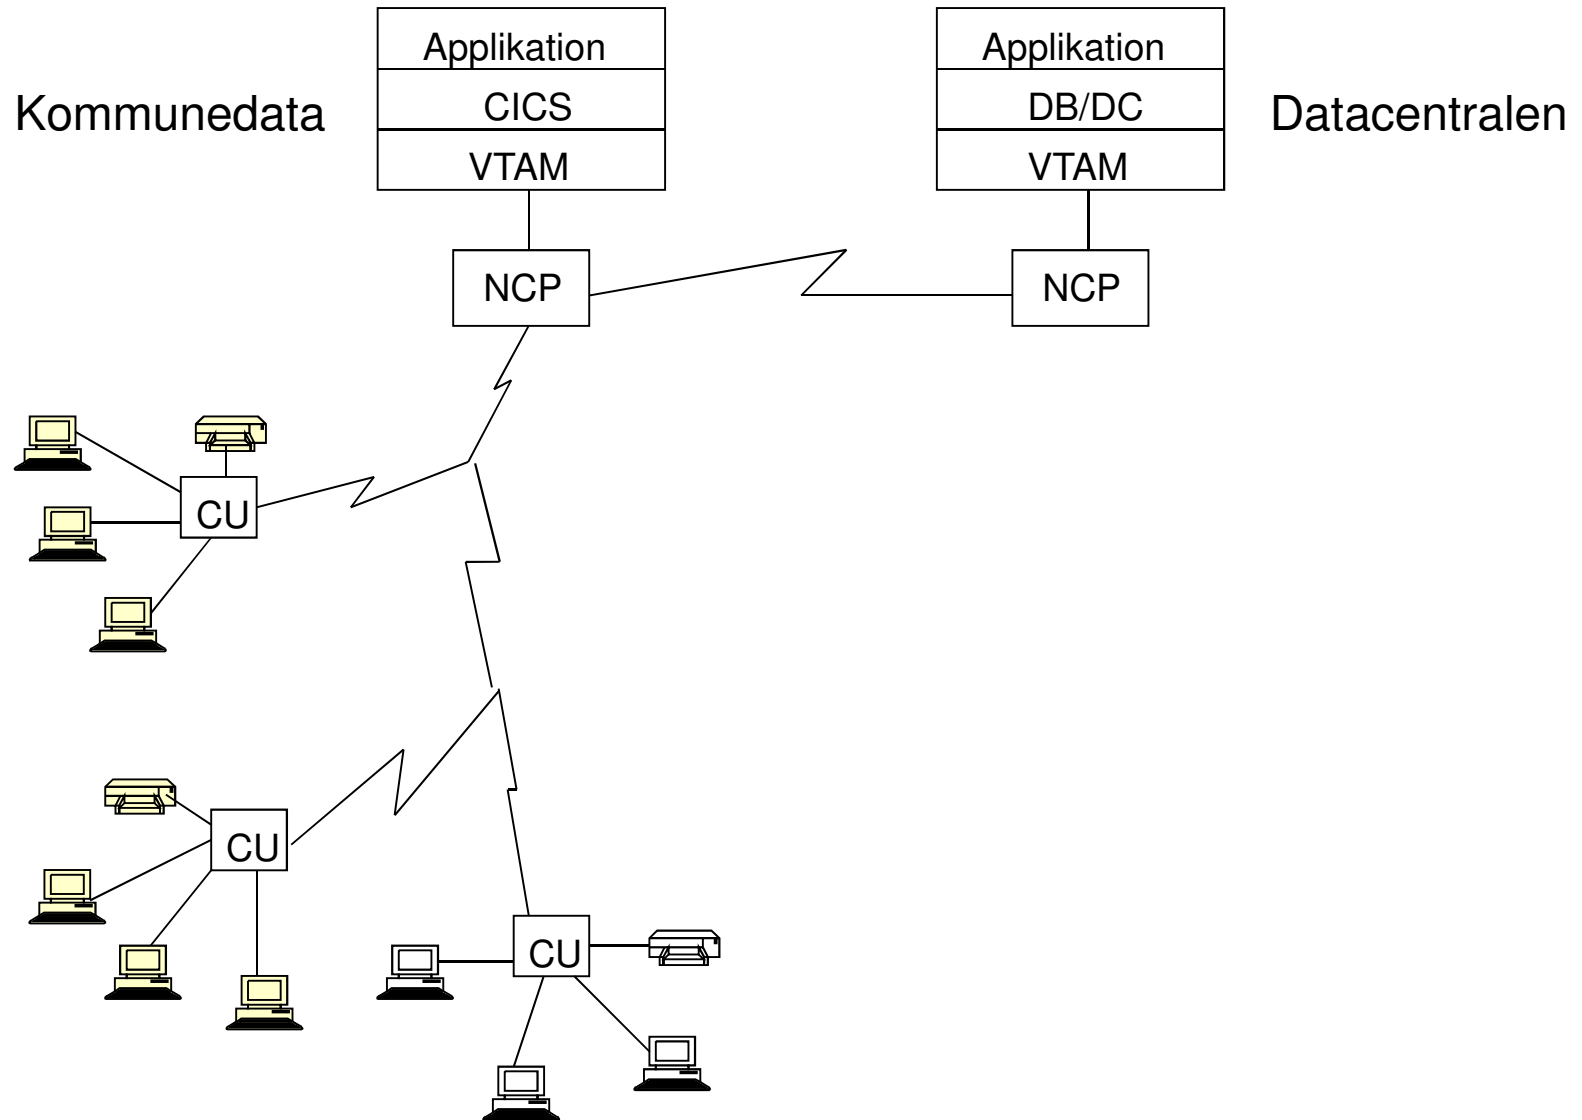 Applikation
Applikation
Kommunedata
CICS
DB/DC
Datacentralen
VTAM
VTAM
NCP
NCP
CU
CU
CU